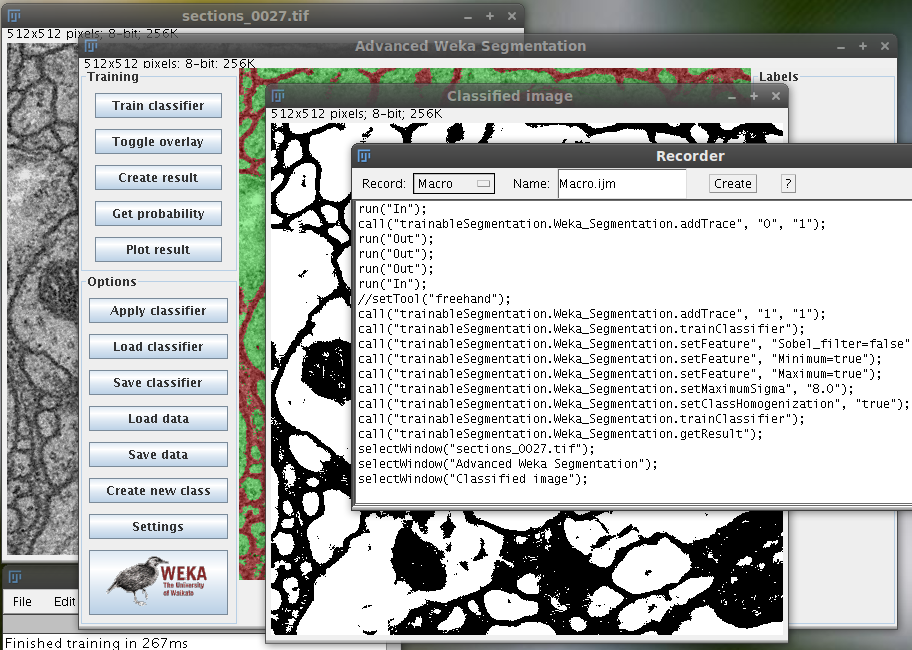 sections_0027.tif
512x512 pixels; 8-bit; 256K
Advanced Weka Segmentation
512x512 pixels; 8-bit; 256K
Training
Train classifier
Toggle overlay
Create result
Get probability
Plot result
Options
Apply classifier
Load classifier
Save classifier
Load data
Save data
Create new class
Settings
WEKA
The University
of Waikato
Labels
Classified image
512x512 pixels; 8-bit; 256K
Recorder
Record: Macro Name: Macro.ijm Create ?
run("In");
call("trainableSegmentation.Weka_Segmentation.addTrace", "0", "1");
run("Out");
run("Out");
run("Out");
run("In");
//setTool("freehand");
call("trainableSegmentation.Weka_Segmentation.addTrace", "1", "1");
call("trainableSegmentation.Weka_Segmentation.trainClassifier");
call("trainableSegmentation.Weka_Segmentation.setFeature", "Sobel_filter=false"
call("trainableSegmentation.Weka_Segmentation.setFeature", "Minimum=true");
call("trainableSegmentation.Weka_Segmentation.setFeature", "Maximum=true");
call("trainableSegmentation.Weka_Segmentation.setMaximumSigma", "8.0");
call("trainableSegmentation.Weka_Segmentation.setClassHomogenization", "true");
call("trainableSegmentation.Weka_Segmentation.trainClassifier");
call("trainableSegmentation.Weka_Segmentation.getResult");
selectWindow("sections_0027.tif");
selectWindow("Advanced Weka Segmentation");
selectWindow("Classified image");
File Edit
Finished training in 267ms